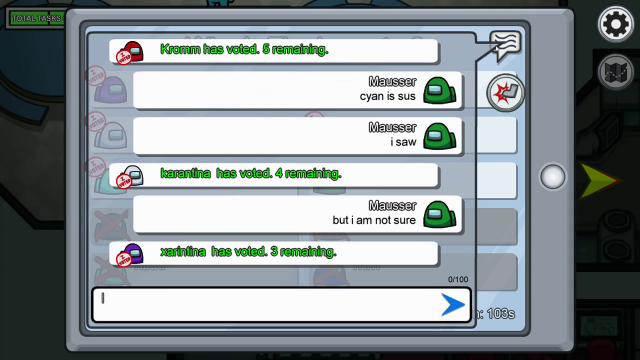 TOTAL TASKS
Kromm has voted. 5 remaining.
Mausser
cyan is sus
Mausser
i saw
karantina has voted. 4 remaining.
Mausser
but i am not sure
xarintina has voted. 3 remaining.
0/100
103s